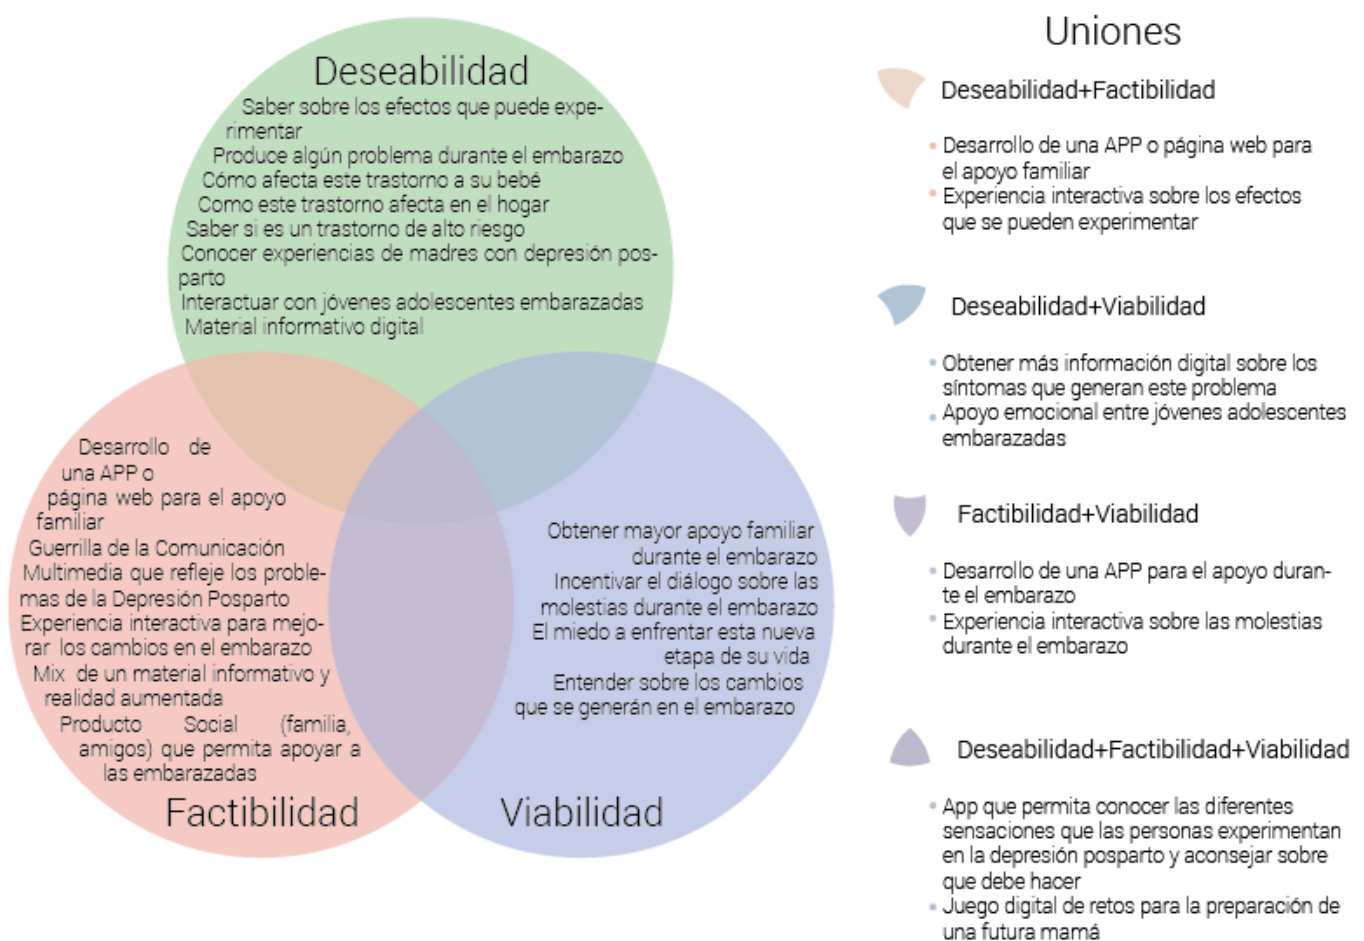 Deseabilidad
Saber sobre los efectos que puede expe-
rimentar
Produce algún problema durante el embarazo
Cómo afecta este trastorno a su bebé
Como este trastorno afecta en el hogar
Saber si es un trastorno de alto riesgo
Conocer experiencias de madres con depresión pos-
parto
Interactuar con jóvenes adolescentes embarazadas
Material informativo digital
Desarrollo de
una APP o
página web para el apoyo
familiar
Guerrilla de la Comunicación
Multimedia que refleje los proble-
mas de la Depresión Posparto
Experiencia interactiva para mejo-
rar los cambios en el embarazo
Mix de un material informativo y
realidad aumentada
Producto Social (familia,
amigos) que permita apoyar a
las embarazadas
Factibilidad
Obtener mayor apoyo familiar
durante el embarazo
Incentivar el diálogo sobre las
molestias durante el embarazo
El miedo a enfrentar esta nueva
etapa de su vida
Entender sobre los cambios
que se generán en el embarazo
Viabilidad
Uniones
Deseabilidad+Factibilidad
• Desarrollo de una APP o página web para
el apoyo familiar
• Experiencia interactiva sobre los efectos
que se pueden experimentar
Deseabilidad+Viabilidad
• Obtener más información digital sobre los
síntomas que generan este problema
• Apoyo emocional entre jóvenes adolescentes
embarazadas
Factibilidad+Viabilidad
• Desarrollo de una APP para el apoyo duran-
te el embarazo
• Experiencia interactiva sobre las molestias
durante el embarazo
Deseabilidad+Factibilidad+Viabilidad
• App que permita conocer las diferentes
sensaciones que las personas experimentan
en la depresión posparto y aconsejar sobre
que debe hacer
• Juego digital de retos para la preparación de
una futura mamá